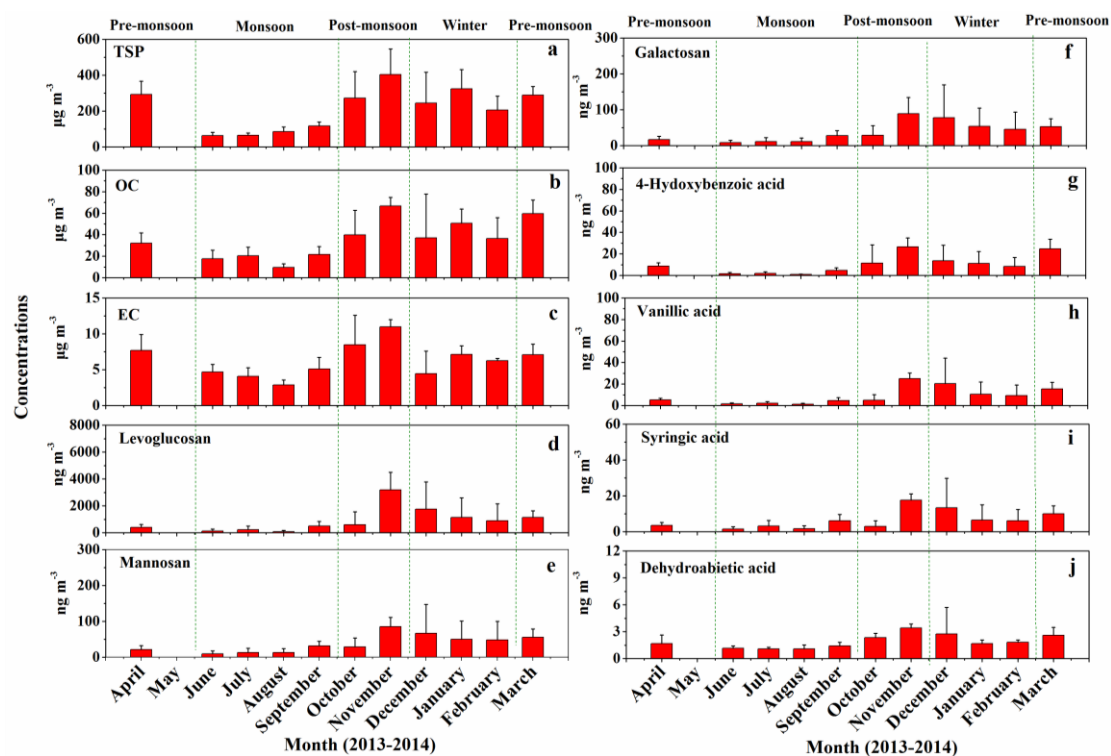 Pre-monsoon Monsoon Post-monsoon Winter Pre-monsoon
TSP
a
600
400
200
0
µg m⁻³
OC
b
100
80
60
40
20
0
µg m⁻³
EC
c
15
10
5
0
µg m⁻³
Levoglucosan
d
8000
6000
4000
2000
0
ng m⁻³
Mannosan
e
300
200
100
0
ng m⁻³
Concentrations
April May June July August September October November December January February March
Month (2013-2014)
Pre-monsoon Monsoon Post-monsoon Winter Pre-monsoon
Galactosan
f
300
200
100
0
ng m⁻³
4-Hydoxybenzoic acid
g
100
80
60
40
20
0
ng m⁻³
Vanillic acid
h
100
80
60
40
20
0
ng m⁻³
Syringic acid
i
60
40
20
0
ng m⁻³
Dehydroabietic acid
j
12
9
6
3
0
ng m⁻³
April May June July August September October November December January February March
Month (2013-2014)